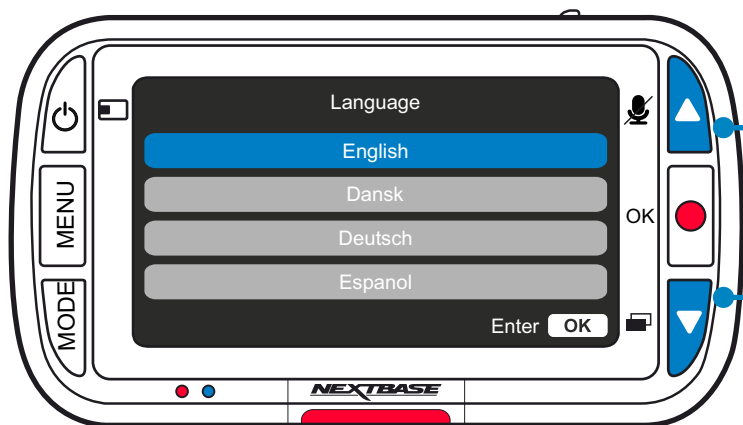 Language
English
Dansk
Deutsch
Espanol
Enter OK
MENU
MODE
OK
NEXTBASE